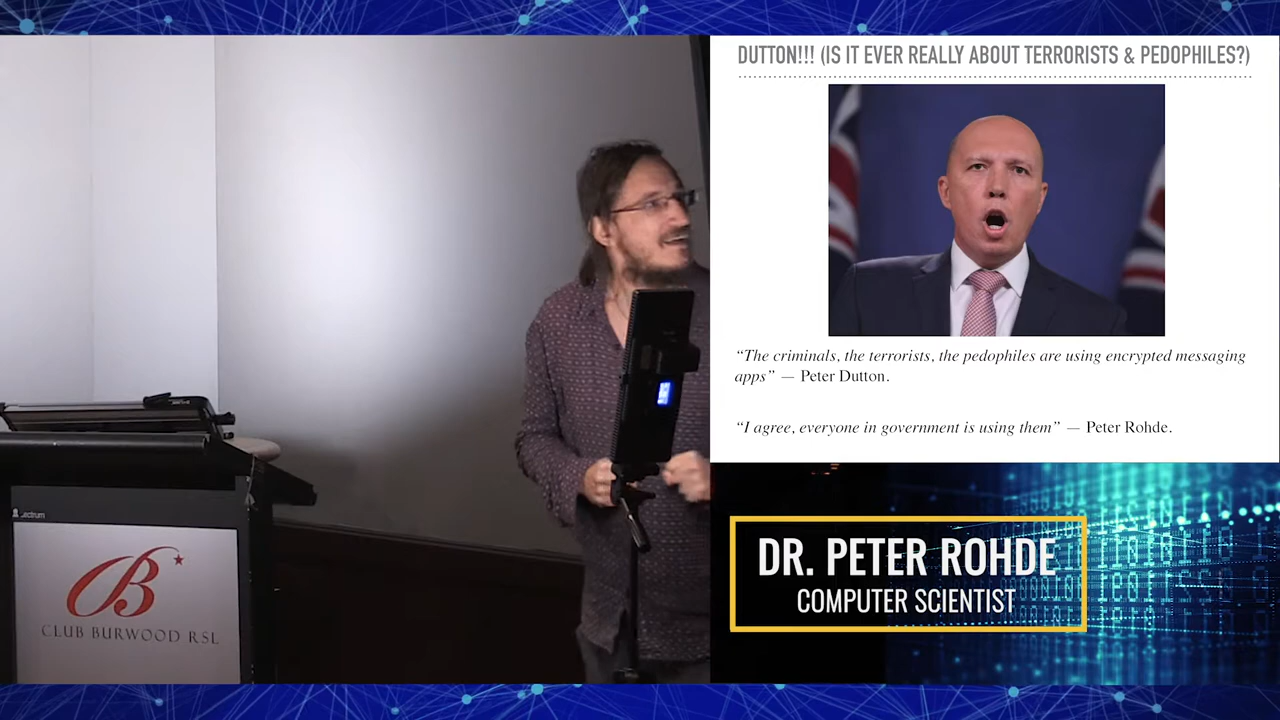 DUTTON!!! (IS IT EVER REALLY ABOUT TERRORISTS & PEDOPHILES?)
“The criminals, the terrorists, the pedophiles are using encrypted messaging
apps” — Peter Dutton.
“I agree, everyone in government is using them” — Peter Rohde.
DR. PETER ROHDE
COMPUTER SCIENTIST
B
CLUB BURWOOD RSL